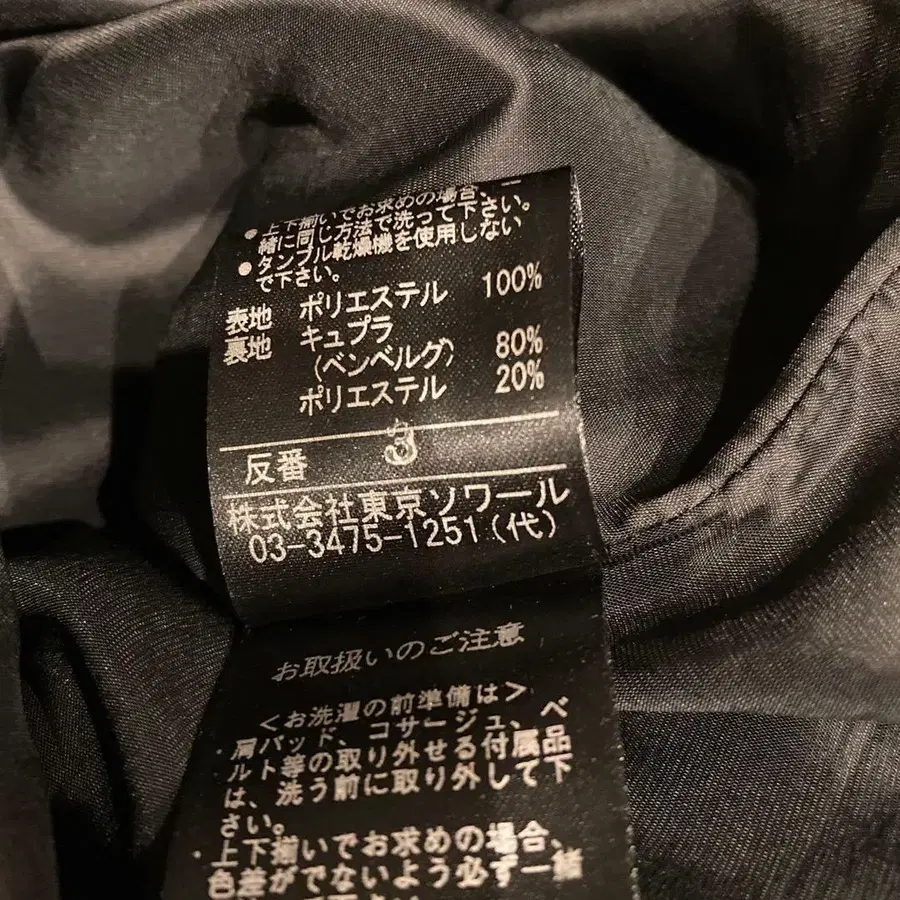 ●上下揃いでお求めの場合、一
緒に同じ方法で洗って下さい。
●タンブル乾燥機を使用しない
で下さい。
表地 ポリエステル 100%
裏地 キュプラ
(ベンベルグ) 80%
ポリエステル 20%
反番 3
株式会社東京ソワール
03-3475-1251(代)
お取扱いのご注意
<お洗濯の前準備は>
・肩パッド、コサージュ、ベ
ルト等の取り外せる付属品
は、洗う前に取り外して下
さい。
・上下揃いでお求めの場合、
色差がでないよう必ず一緒